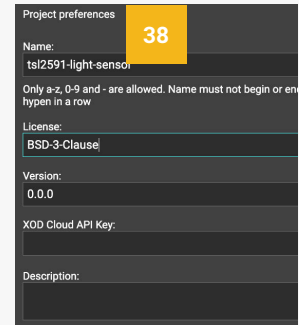 Project preferences
38
Name:
tsl2591-light-sensor
Only a-z, 0-9 and - are allowed. Name must not begin or
hypen in a row
License:
BSD-3-Clause
Version:
0.0.0
XOD Cloud API Key:
Description: